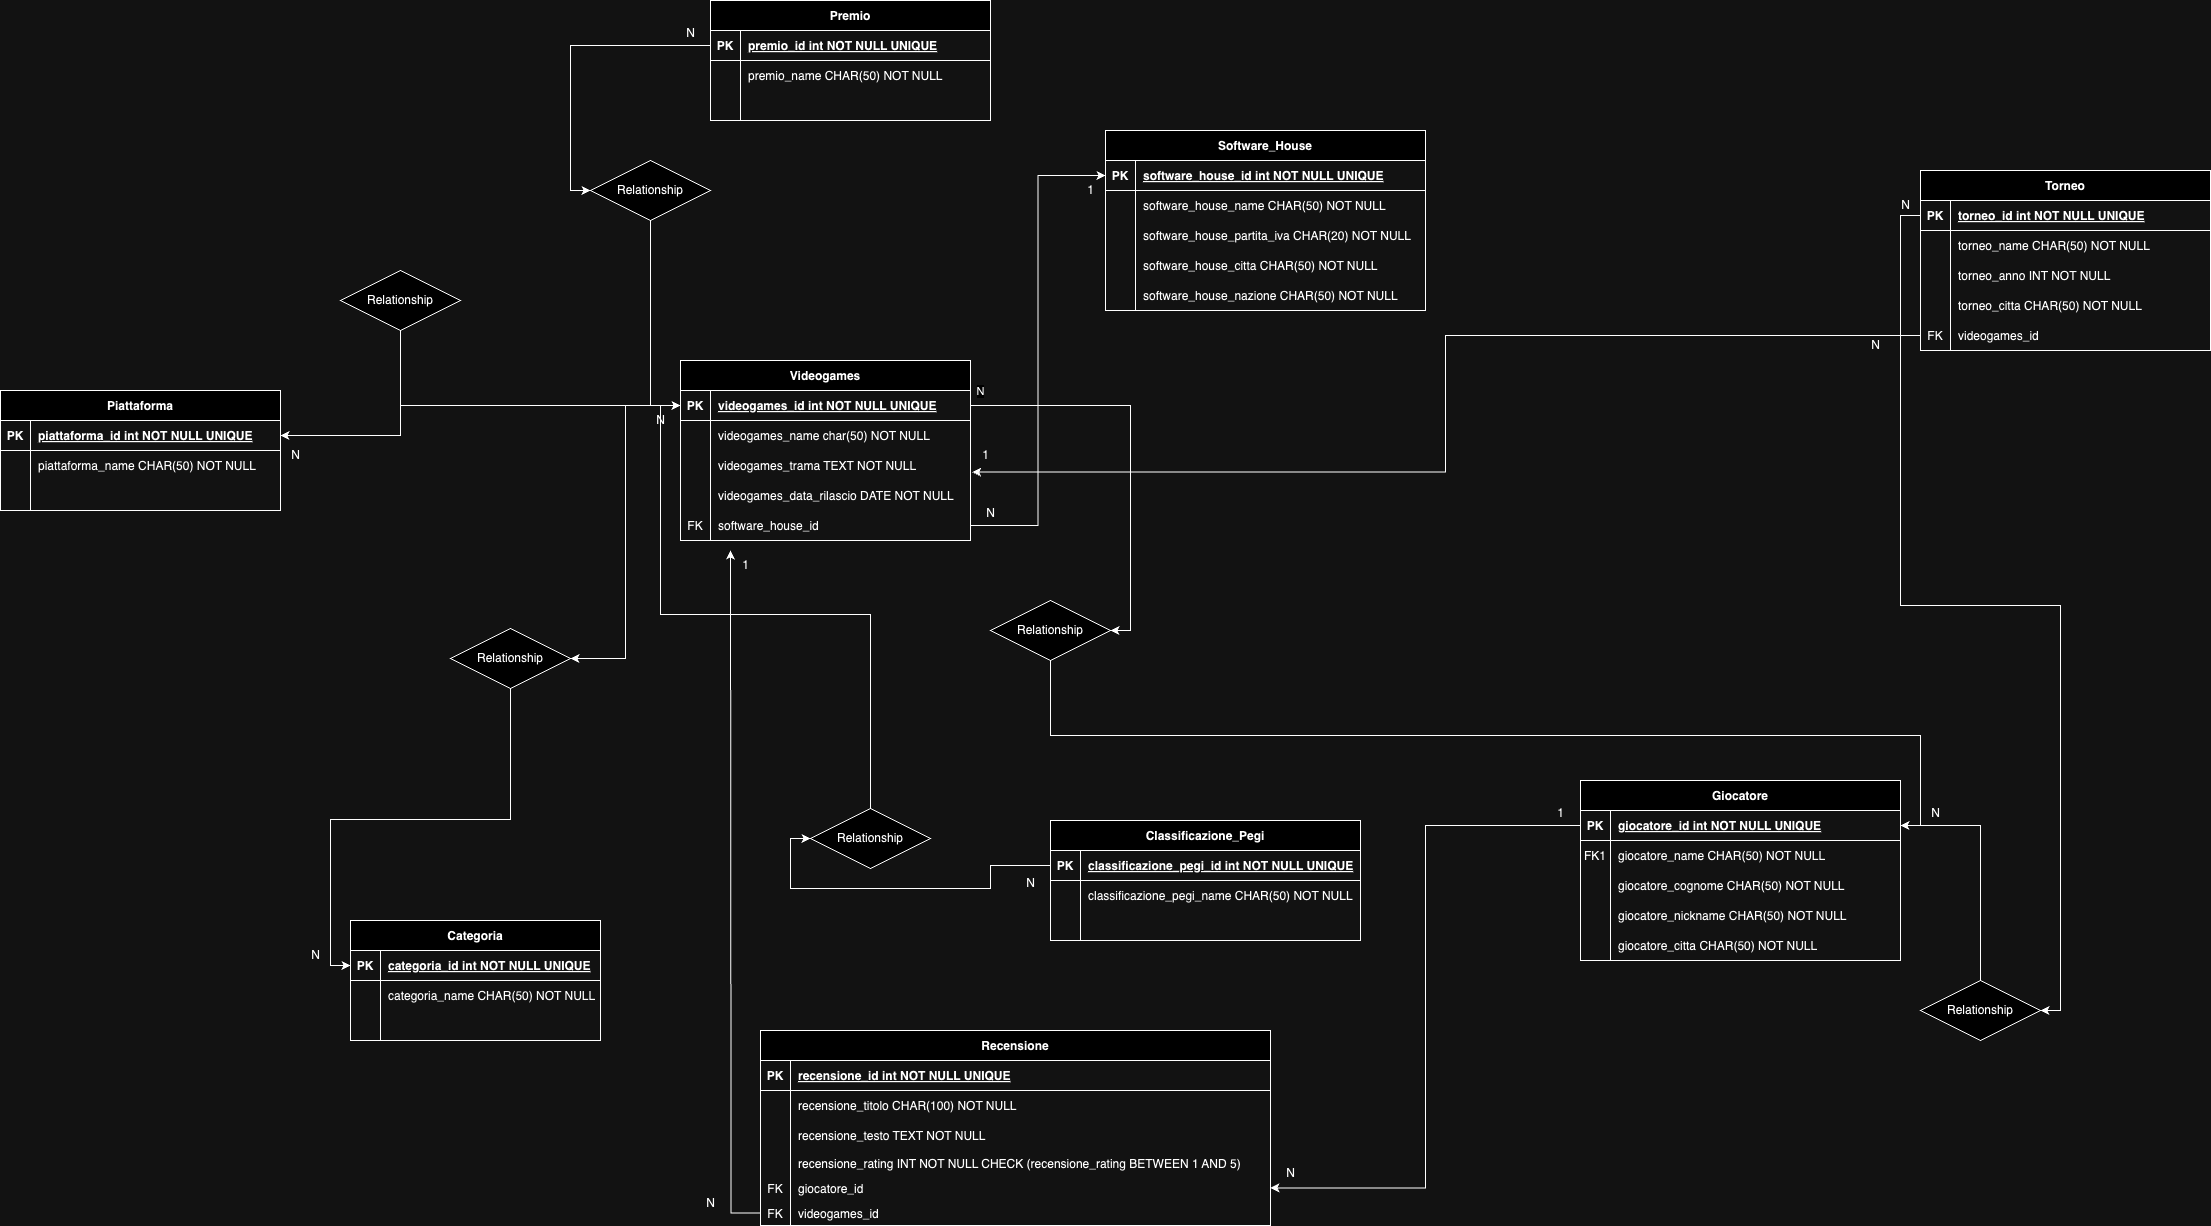 Premio
N
PK premio_id int NOT NULL UNIQUE
premio_name CHAR(50) NOT NULL
Relationship
Software_House
PK software_house_id int NOT NULL UNIQUE
1
software_house_name CHAR(50) NOT NULL
software_house_partita_iva CHAR(20) NOT NULL
software_house_citta CHAR(50) NOT NULL
software_house_nazione CHAR(50) NOT NULL
Torneo
N
PK torneo_id int NOT NULL UNIQUE
torneo_name CHAR(50) NOT NULL
torneo_anno INT NOT NULL
torneo_citta CHAR(50) NOT NULL
FK videogames_id
N
Relationship
Piattaforma
PK piattaforma_id int NOT NULL UNIQUE
N
piattaforma_name CHAR(50) NOT NULL
Videogames
N
PK videogames_id int NOT NULL UNIQUE
N
videogames_name char(50) NOT NULL
1
videogames_trama TEXT NOT NULL
videogames_data_rilascio DATE NOT NULL
N
FK software_house_id
1
Relationship
Relationship
Relationship
Classificazione_Pegi
PK classificazione_pegi_id int NOT NULL UNIQUE
N
classificazione_pegi_name CHAR(50) NOT NULL
Giocatore
1
N
PK giocatore_id int NOT NULL UNIQUE
FK1 giocatore_name CHAR(50) NOT NULL
giocatore_cognome CHAR(50) NOT NULL
giocatore_nickname CHAR(50) NOT NULL
giocatore_citta CHAR(50) NOT NULL
Relationship
Categoria
N
PK categoria_id int NOT NULL UNIQUE
categoria_name CHAR(50) NOT NULL
Recensione
PK recensione_id int NOT NULL UNIQUE
recensione_titolo CHAR(100) NOT NULL
recensione_testo TEXT NOT NULL
recensione_rating INT NOT NULL CHECK (recensione_rating BETWEEN 1 AND 5)
N
FK giocatore_id
N
FK videogames_id